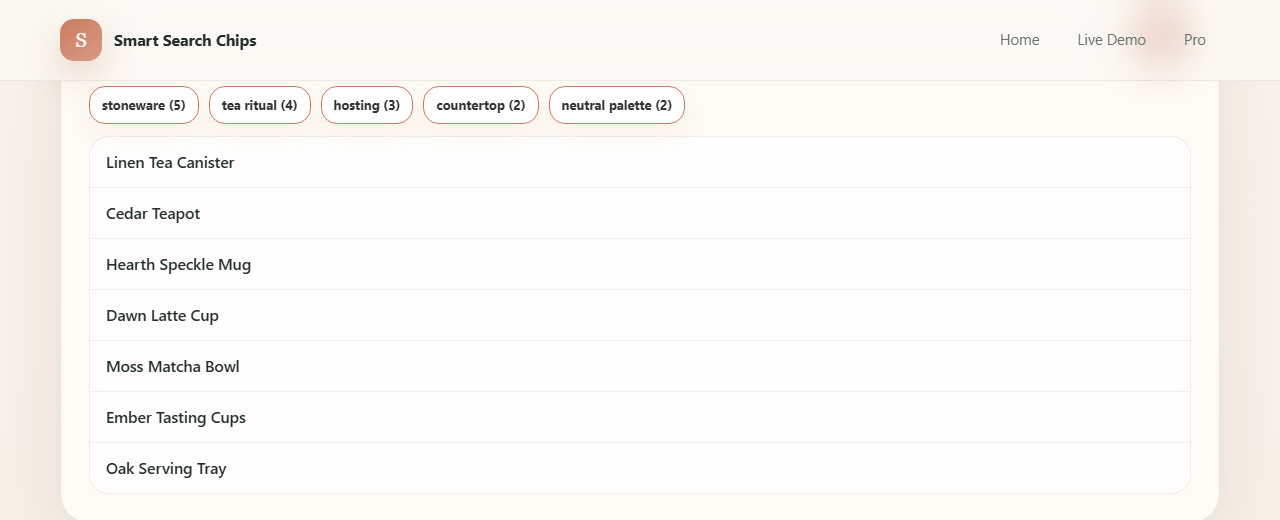 S Smart Search Chips Home Live Demo Pro
stoneware (5) tea ritual (4) hosting (3) countertop (2) neutral palette (2)
Linen Tea Canister
Cedar Teapot
Hearth Speckle Mug
Dawn Latte Cup
Moss Matcha Bowl
Ember Tasting Cups
Oak Serving Tray